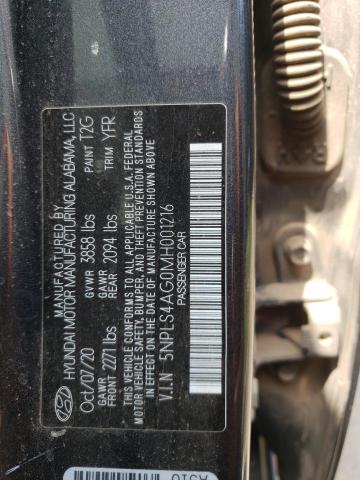 MANUFACTURED BY
HYUNDAI MOTOR MANUFACTURING ALABAMA, LLC
Oct/07/20 GVWR 3858 lbs PAINT T2G
GAWR FRONT 2271 lbs GAWR REAR 2094 lbs TRIM YFR
THIS VEHICLE CONFORMS TO ALL APPLICABLE U.S.A. FEDERAL
MOTOR VEHICLE SAFETY, BUMPER, AND THEFT PREVENTION STANDARDS
IN EFFECT ON THE DATE OF MANUFACTURE SHOWN ABOVE.
V.I.N 5NPLS4AG0MH001216
PASSENGER CAR